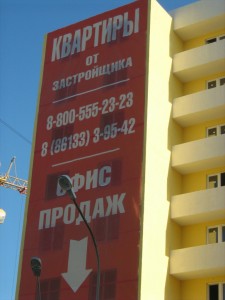 КВАРТИРЫ
ОТ
ЗАСТРОЙЩИКА
8-800-555-23-23
8 (86133) 3-95-42
ОФИС
ПРОДАЖ